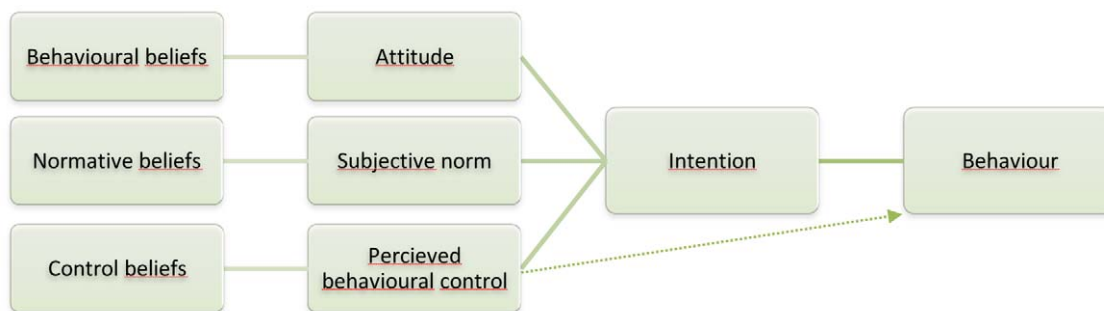 Behavioural beliefs
Attitude
Normative beliefs
Subjective norm
Intention
Behaviour
Control beliefs
Percieved
behavioural control